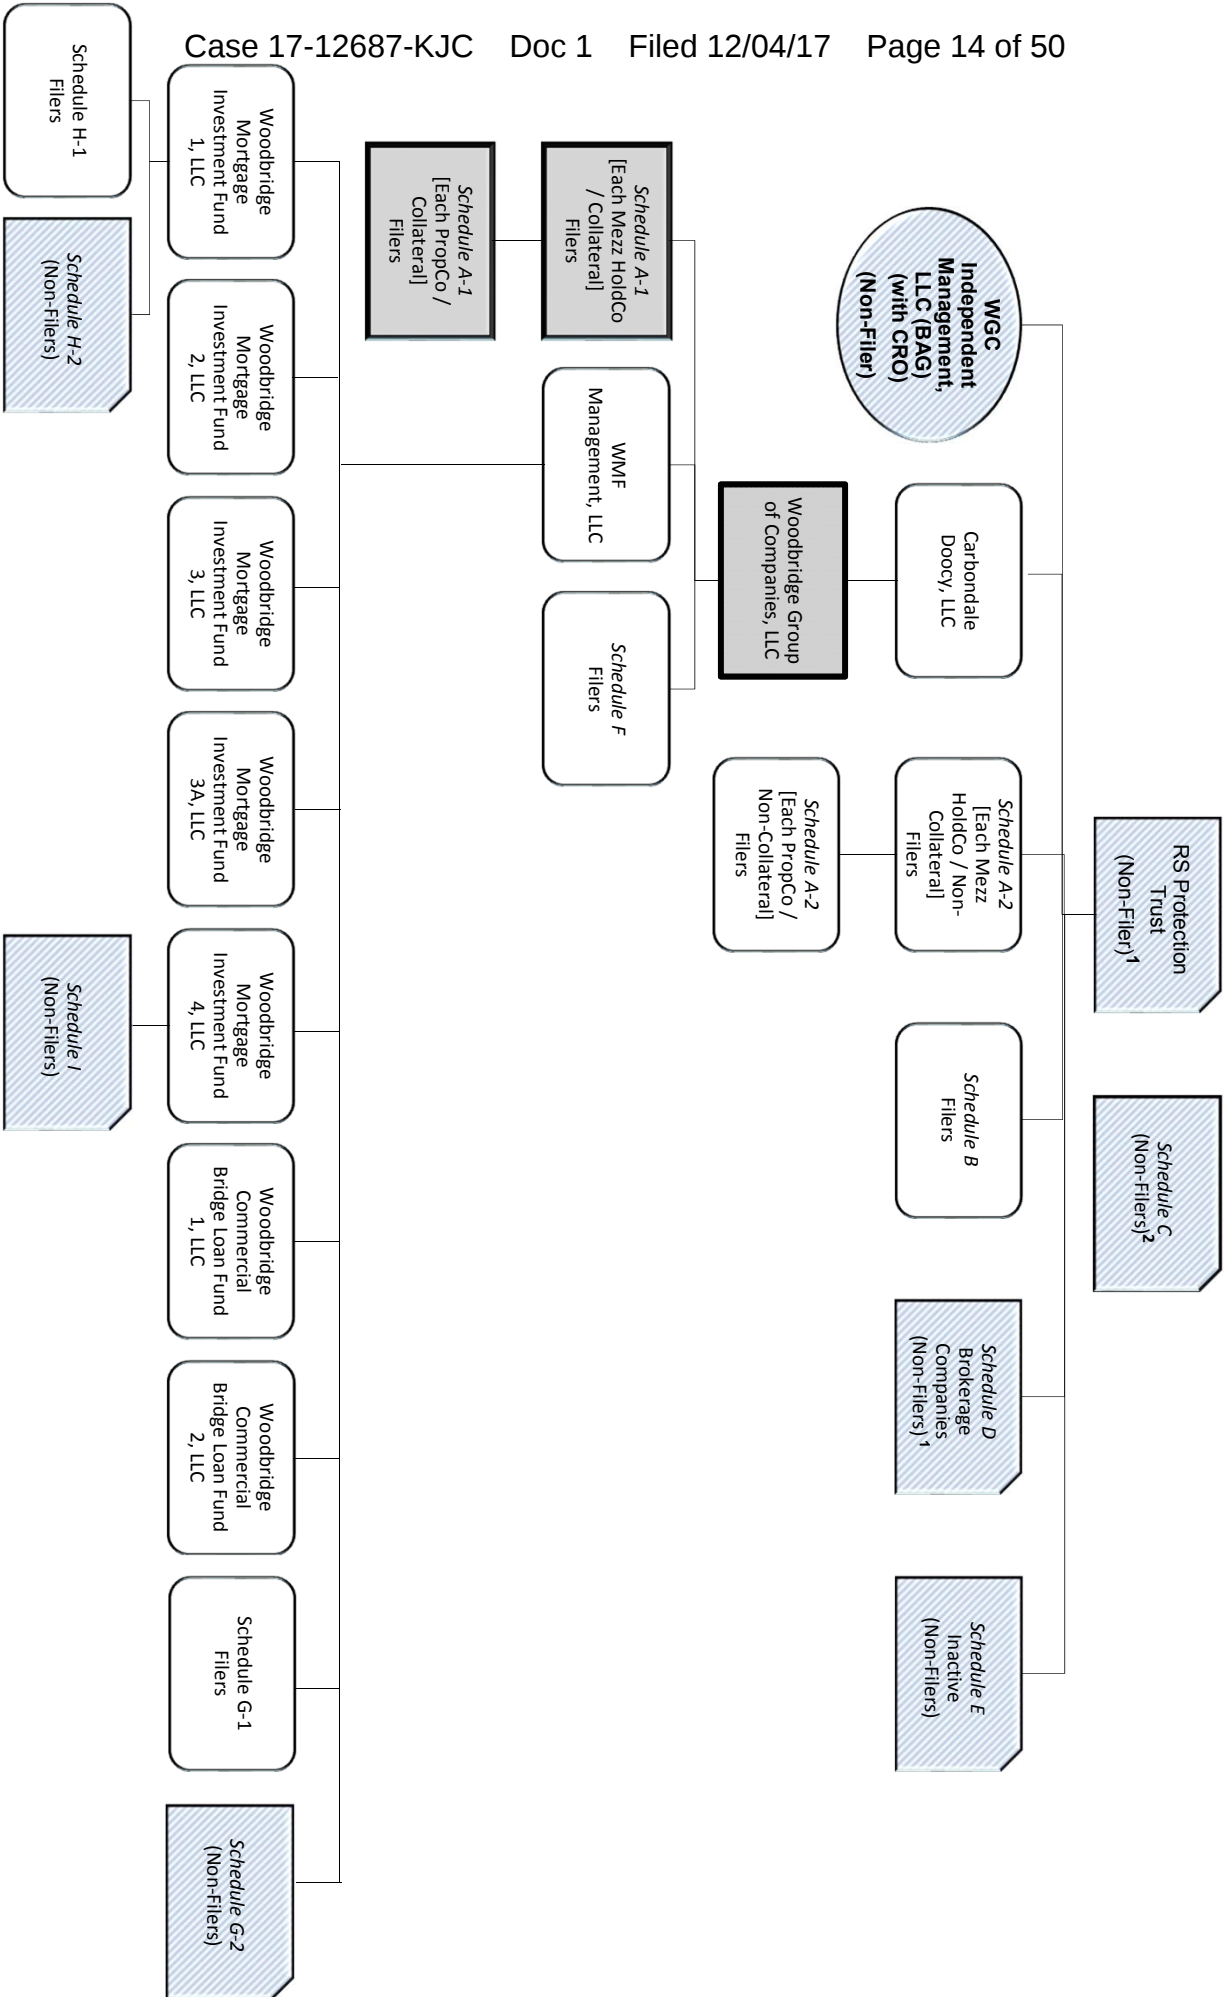 Case 17-12687-KJC Doc 1 Filed 12/04/17 Page 14 of 50
RS Protection
Trust
(Non-Filer)1
Schedule C
(Non-Filers)2
WGC
Independent
Management,
LLC (BAG)
(with CRO)
(Non-Filer)
Carbondale
Doocy, LLC
Schedule A-2
[Each Mezz
HoldCo / Non-
Collateral]
Filers
Schedule B
Filers
Schedule D
Brokerage
Companies
(Non-Filers)1
Schedule E
Inactive
(Non-Filers)
Woodbridge Group
of Companies, LLC
Schedule A-2
[Each PropCo /
Non-Collateral]
Filers
Schedule A-1
[Each Mezz HoldCo
/ Collateral]
Filers
WMF
Management, LLC
Schedule F
Filers
Schedule A-1
[Each PropCo /
Collateral]
Filers
Woodbridge
Mortgage
Investment Fund
1, LLC
Woodbridge
Mortgage
Investment Fund
2, LLC
Woodbridge
Mortgage
Investment Fund
3, LLC
Woodbridge
Mortgage
Investment Fund
3A, LLC
Woodbridge
Mortgage
Investment Fund
4, LLC
Woodbridge
Commercial
Bridge Loan Fund
1, LLC
Woodbridge
Commercial
Bridge Loan Fund
2, LLC
Schedule G-1
Filers
Schedule G-2
(Non-Filers)
Schedule H-1
Filers
Schedule H-2
(Non-Filers)
Schedule I
(Non-Filers)